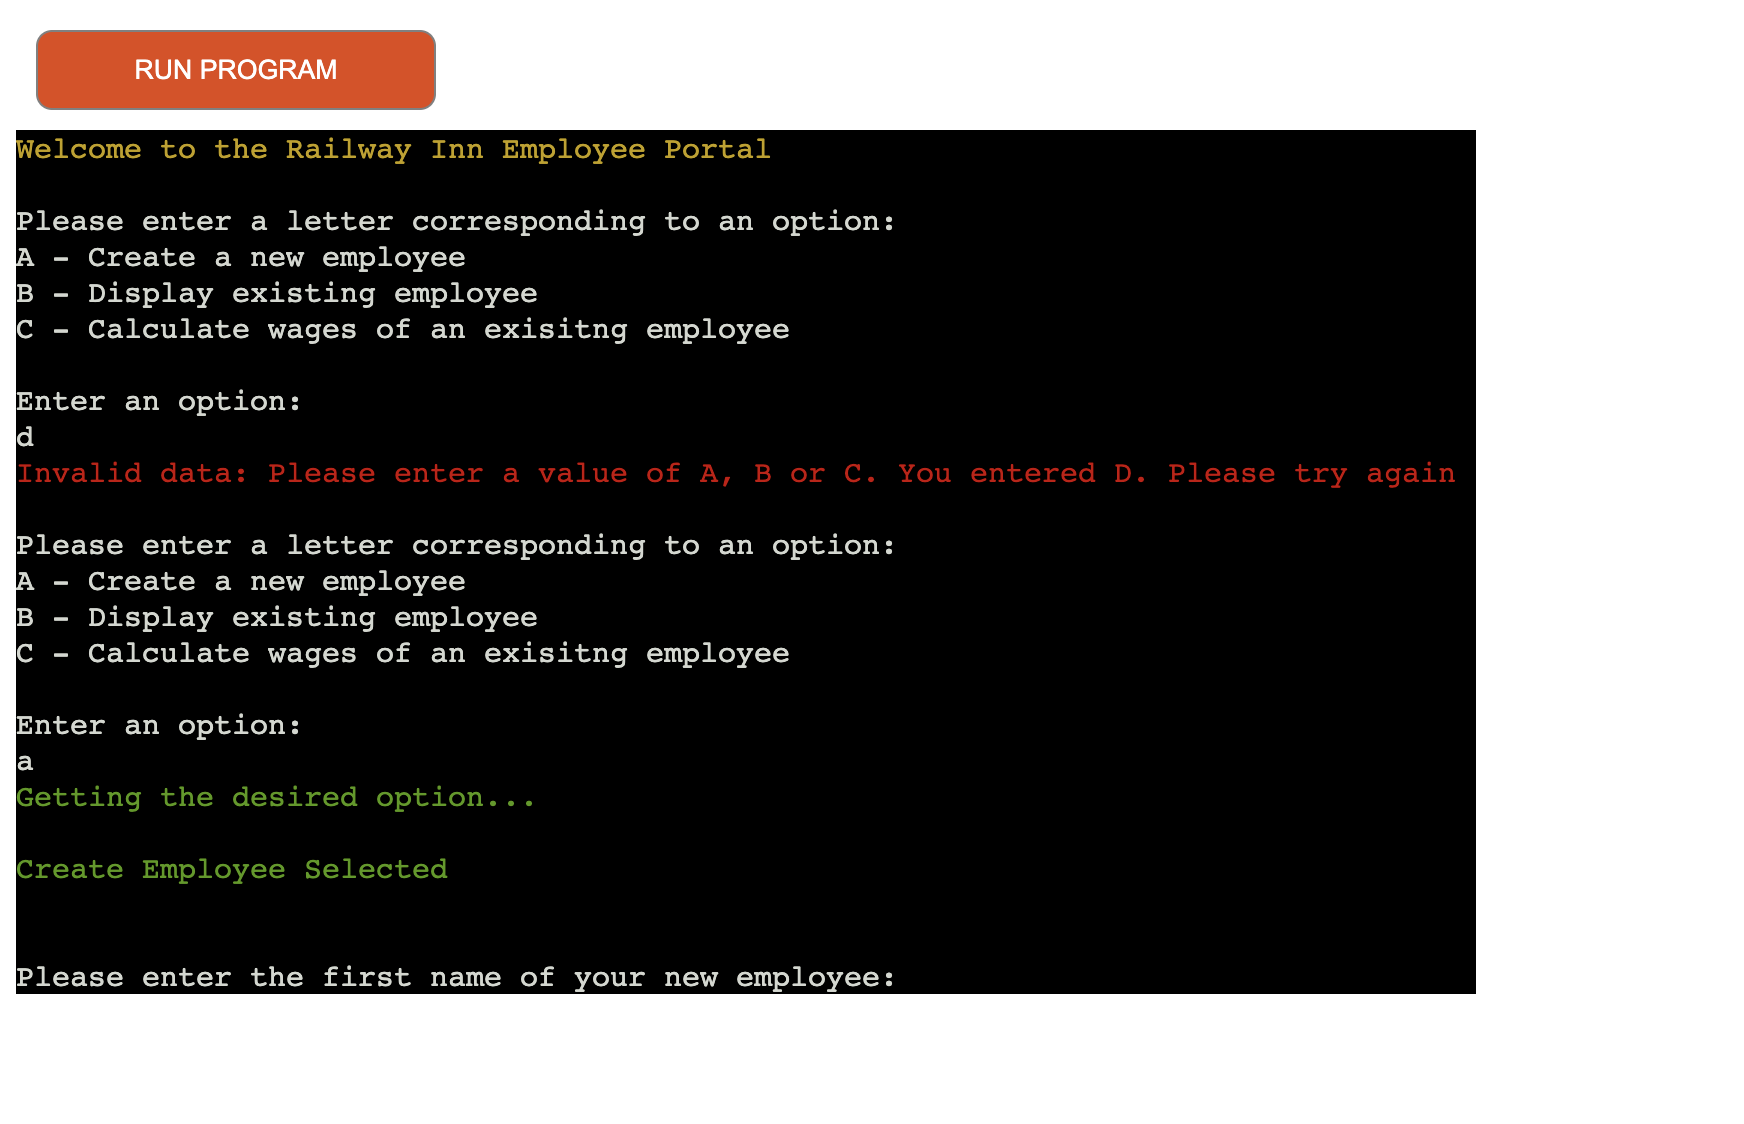 RUN PROGRAM
Welcome to the Railway Inn Employee Portal
Please enter a letter corresponding to an option:
A - Create a new employee
B - Display existing employee
C - Calculate wages of an exisitng employee
Enter an option:
d
Invalid data: Please enter a value of A, B or C. You entered D. Please try again
Please enter a letter corresponding to an option:
A - Create a new employee
B - Display existing employee
C - Calculate wages of an exisitng employee
Enter an option:
a
Getting the desired option...
Create Employee Selected
Please enter the first name of your new employee: